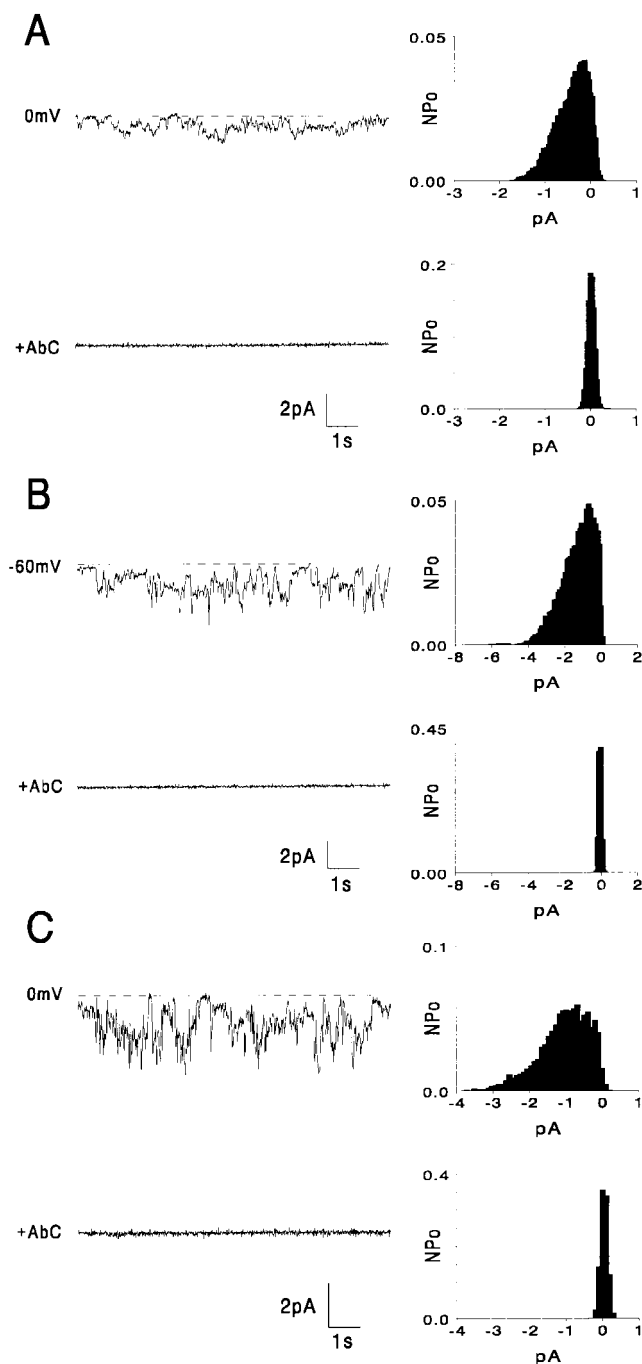 A
0mV
0.05
NPo
0.00
-3 -2 -1 0 1
pA
+AbC
2pA
1s
0.2
NPo
0.0
-3 -2 -1 0 1
pA
B
-60mV
0.05
NPo
0.00
-8 -6 -4 -2 0 2
pA
+AbC
2pA
1s
0.45
NPo
0.00
-8 -6 -4 -2 0 2
pA
C
0mV
0.1
NPo
0.0
-4 -3 -2 -1 0 1
pA
+AbC
2pA
1s
0.4
NPo
0.0
-4 -3 -2 -1 0 1
pA